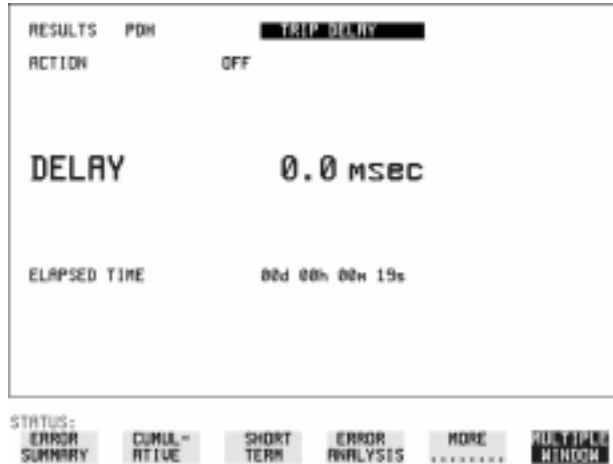 RESULTS PDH TRIP DELAY
ACTION OFF
DELAY 0.0 msec
ELAPSED TIME 00d 00h 00m 19s
STATUS:
ERROR SUMMARY CUMUL-ATIVE SHORT TERM ERROR ANALYSIS MORE ........ MULTIPLE WINDOW